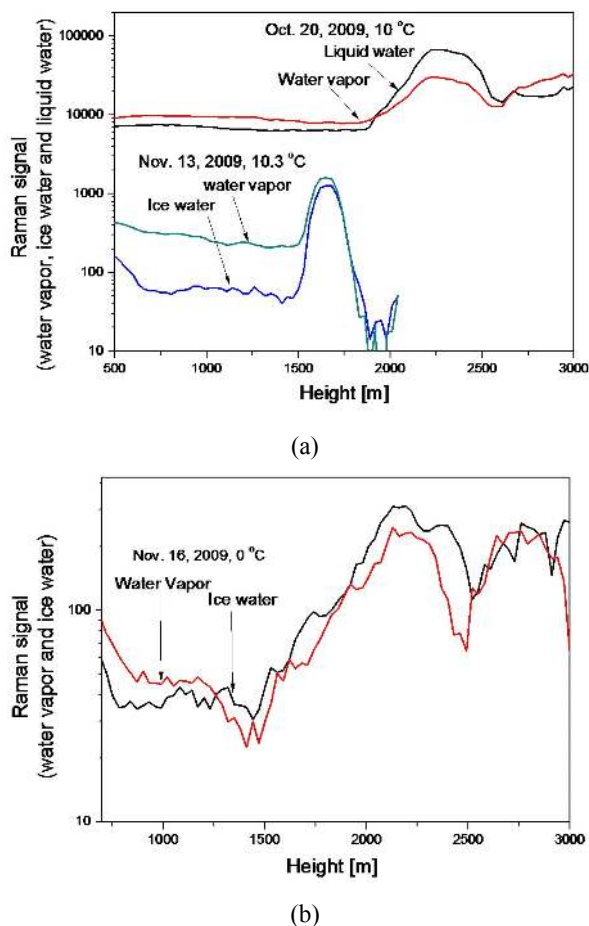 (a)
100000
10000
1000
100
10
Oct. 20, 2009, 10 °C
Liquid water
Water vapor
Nov. 13, 2009, 10.3 °C
water vapor
Ice water
Raman signal
(water vapor, ice water and liquid water)
500 1000 1500 2000 2500 3000
Height [m]
(a)
100
10
Nov. 16, 2009, 0 °C
Water Vapor
Ice water
Raman signal
(water vapor and ice water)
1000 1500 2000 2500 3000
Height [m]
(b)